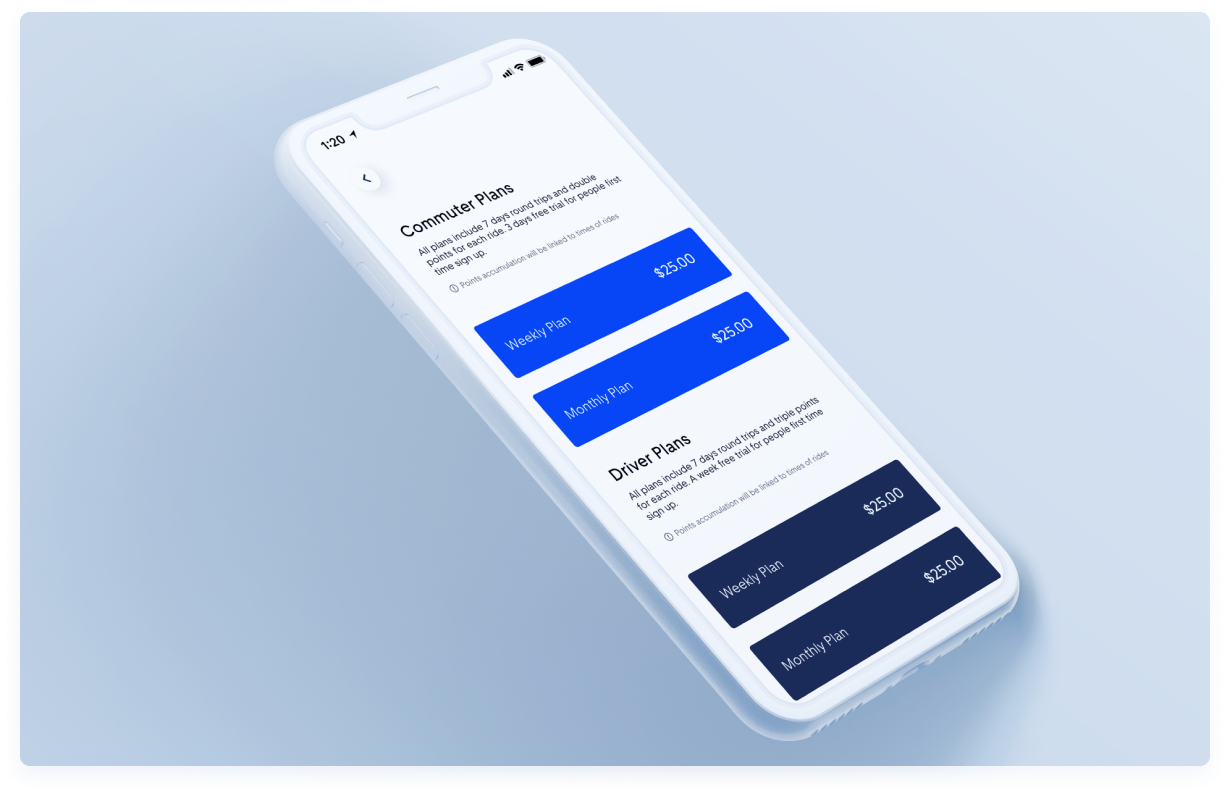 1:20
Commuter Plans
All plans include 7 days round trips and double
points for each ride. 3 days free trial for people first
time sign up.
Points accumulation will be linked to times of rides
Weekly Plan $25.00
Monthly Plan $25.00
Driver Plans
All plans include 7 days round trips and triple points
for each ride. A week free trial for people first time
sign up.
Points accumulation will be linked to times of rides
Weekly Plan $25.00
Monthly Plan $25.00